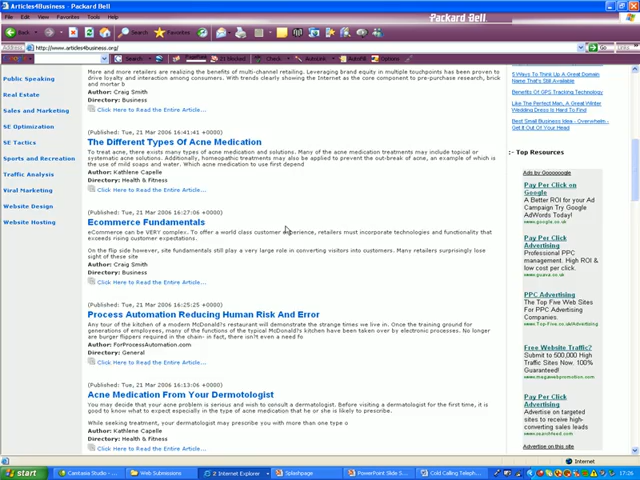 Articles4Business - Packard Bell
Edit View Favorites Tools Help
Packard Bell
Back Search Favorites
Address http://www.articles4business.org/ Go
Search 21 blocked Check AutoLink AutoFill Options
Public Speaking
Real Estate
Sales and Marketing
SE Optimization
SE Tactics
Sports and Recreation
Traffic Analysis
Viral Marketing
Website Design
Website Hosting
More and more retailers are realizing the benefits of multi-channel retailing. Leveraging brand equity in multiple touchpoints has been proven to
drive loyalty and interaction among consumers. With trends clearly showing the Internet as the core component to pre-purchase research, brick and
mortar b
Author: Craig Smith
Directory: Business
Click Here to Read the Entire Article...
(Published: Tue, 21 Mar 2006 16:41:41 +0000)
The Different Types Of Acne Medication
To treat acne, there exists many types of acne medication and solutions. Many of the acne medication treatments may include topical or
systematic acne solutions. Additionally, homeopathic treatments may also be applied to prevent the out-break of acne, an example of which is
the use of mild soaps and water. Which acne medication to use first depend
Author: Kathlene Capelle
Directory: Health & Fitness
Click Here to Read the Entire Article...
(Published: Tue, 21 Mar 2006 16:27:06 +0000)
Ecommerce Fundamentals
eCommerce can be VERY complex. To offer a world class customer experience, retailers must incorporate technologies and functionality that
exceeds rising customer expectations.
On the flip side however, site fundamentals still play a very large role in converting visitors into customers. Many retailers surprisingly lose
sight of these site
Author: Craig Smith
Directory: Business
Click Here to Read the Entire Article...
(Published: Tue, 21 Mar 2006 16:25:25 +0000)
Process Automation Reducing Human Risk And Error
Any tour of the kitchen of a modern McDonald's restaurant will demonstrate the strange times we live in. Once the training ground for
generations of employees, many of the functions of the typical McDonald's kitchen have been taken over by electronic processes. No longer
are burger flippers required in the chain- in fact, there isn't even a need fo
Author: ForProcessAutomation.com
Directory: General
Click Here to Read the Entire Article...
(Published: Tue, 21 Mar 2006 16:13:06 +0000)
Acne Medication From Your Dermatologist
You may decide that your acne problem is serious and wish to consult a dermatologist. Before visiting a dermatologist for the first time, it is
good to know what to expect especially in the type of acne medication that he or she is likely to prescribe.
While seeking treatment, your dermatologist may prescribe you with more than one type o
Author: Kathlene Capelle
Directory: Health & Fitness
Click Here to Read the Entire Article...
5 Ways To Think Up A Great Domain
Name That's Still Available
Benefits Of GPS Tracking Technology
Like The Perfect Man, A Great Winter
Wedding Dress Is Hard To Find
Best Small Business Idea - Overwhelm -
Get It Out Of Your Head
:- Top Resources
Ads by Goooooogle
Pay Per Click on
Google
A Better ROI for your
Ad Campaign Try Google
AdWords Today!
www.google.co.uk
Pay Per Click
Advertising
Professional PPC
management. High ROI &
low cost per click.
www.guava.co.uk
PPC Advertising
The Top Five Web Sites
For PPC Advertising
Companies.
www.Top-Five.co.uk/Advertising
Free Website Traffic?
Submit to 500,000 High
Traffic Sites Now. 100%
Guaranteed!
www.megawebpromotion.com
Pay Per Click
Advertising
Advertise on targeted
sites to receive high-
converting sales leads
www.searchfeed.com
Advertise on this site
Internet
start
Camtasia Studio - ...
Web Submissions
2 Internet Explorer
Splashpage
PowerPoint Slide S...
Cold Calling Teleph...
17:26